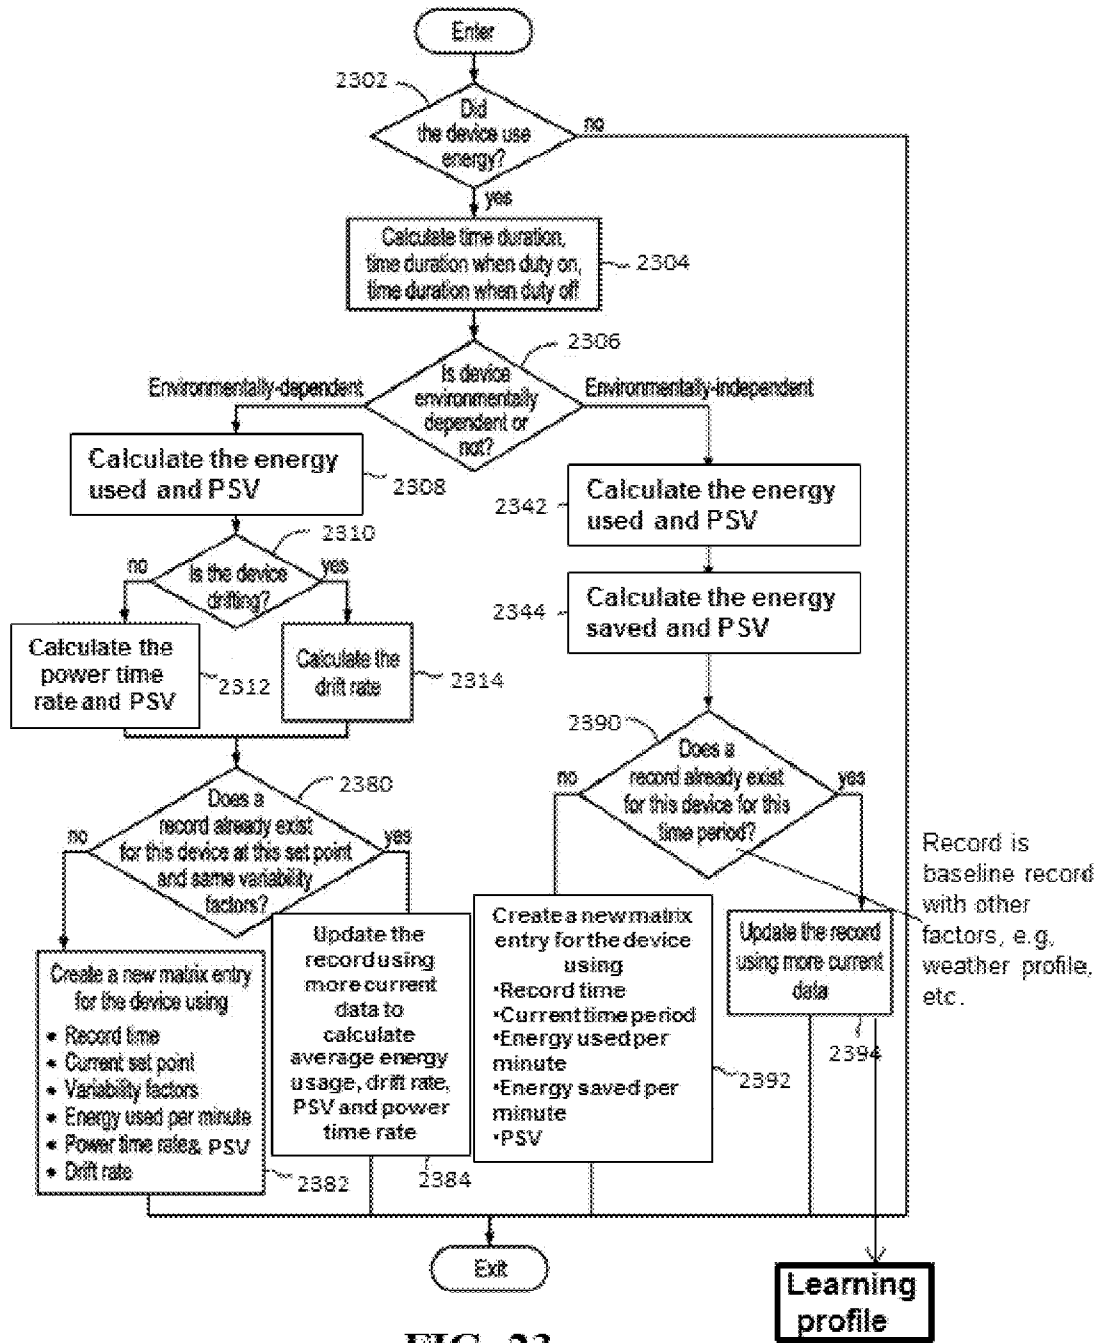 Enter
2302
Did
the device use
energy?
no
yes
Calculate time duration,
time duration when duty on,
time duration when duty off
2304
2306
Is device
environmentally
dependent or
not?
Environmentally-dependent
Environmentally-independent
Calculate the energy
used and PSV
2308
2310
Is the device
drifting?
no
yes
Calculate the
power time
rate and PSV
2312
Calculate the
drift rate
2314
2380
Does a
record already exist
for this device at this set point
and same variability
factors?
no
yes
Create a new matrix entry
for the device using
• Record time
• Current set point
• Variability factors
• Energy used per minute
• Power time rate& PSV
• Drift rate
2382
Update the
record using
more current
data to
calculate
average energy
usage, drift rate,
PSV and power
time rate
2384
Calculate the energy
used and PSV
2342
Calculate the energy
saved and PSV
2344
2390
Does a
record already exist
for this device for this
time period?
no
yes
Create a new matrix
entry for the device
using
•Record time
•Current time period
•Energy used per
minute
•Energy saved per
minute
•PSV
2392
Update the record
using more current
data
2394
Record is
baseline record
with other
factors, e.g,
weather profile,
etc.
Exit
Learning
profile
FIG. 23